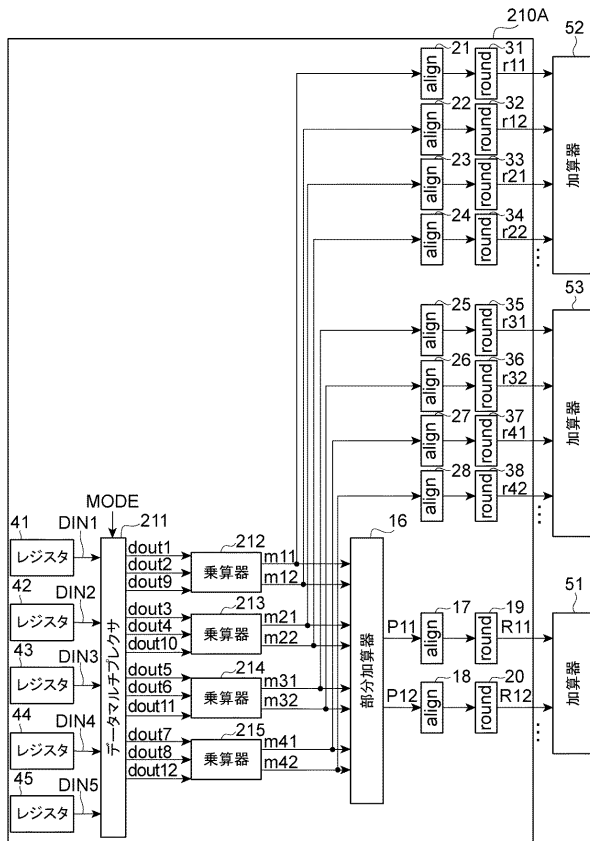 210A
52
21
31
align
round
r11
22
32
align
round
r12
23
33
align
round
r21
24
34
align
round
r22
加算器
53
25
35
align
round
r31
26
36
align
round
r32
27
37
align
round
r41
28
38
align
round
r42
加算器
MODE
211
41
レジスタ
DIN1
42
レジスタ
DIN2
43
レジスタ
DIN3
44
レジスタ
DIN4
45
レジスタ
DIN5
データマルチプレクサ
dout1
dout2
dout9
212
乗算器
m11
m12
dout3
dout4
dout10
213
乗算器
m21
m22
dout5
dout6
dout11
214
乗算器
m31
m32
dout7
dout8
dout12
215
乗算器
m41
m42
16
部分加算器
P11
17
19
align
round
R11
P12
18
20
align
round
R12
51
加算器